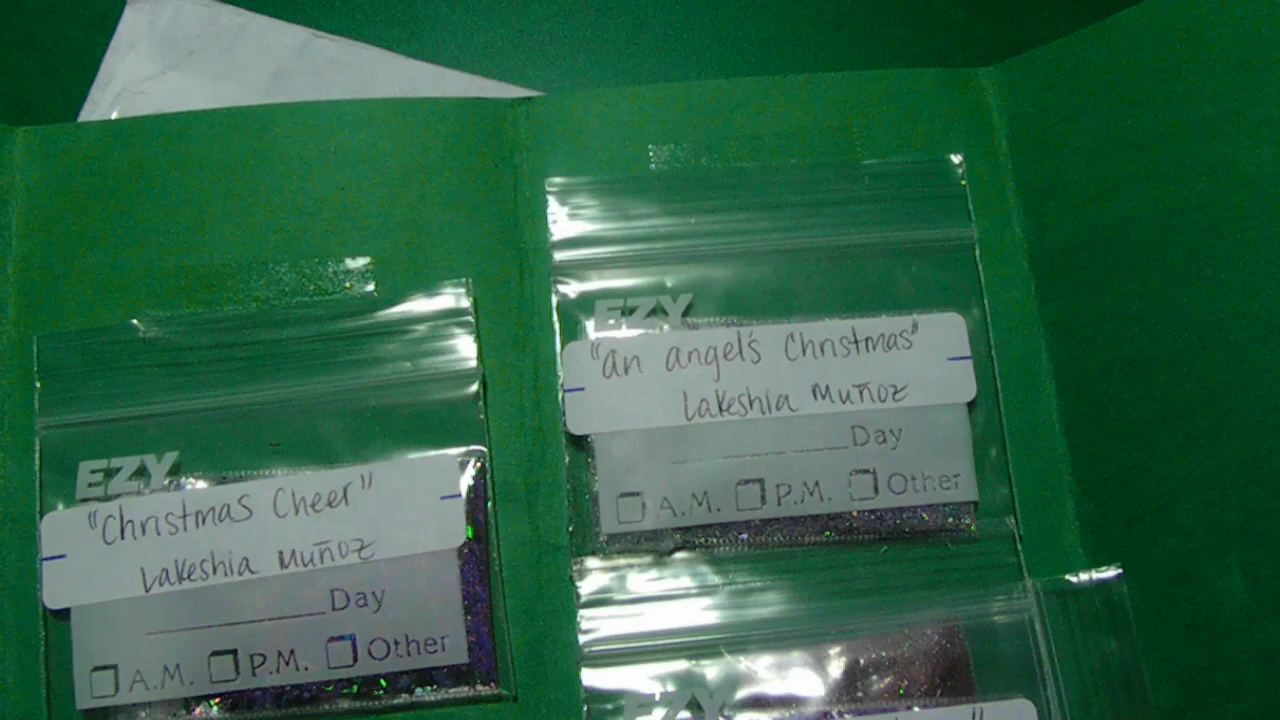 EZY
"Christmas Cheer"
Lakeshia Muñoz
Day
A.M. P.M. Other
EZY
"an angel's Christmas"
Lakeshia Muñoz
Day
A.M. P.M. Other
EZY